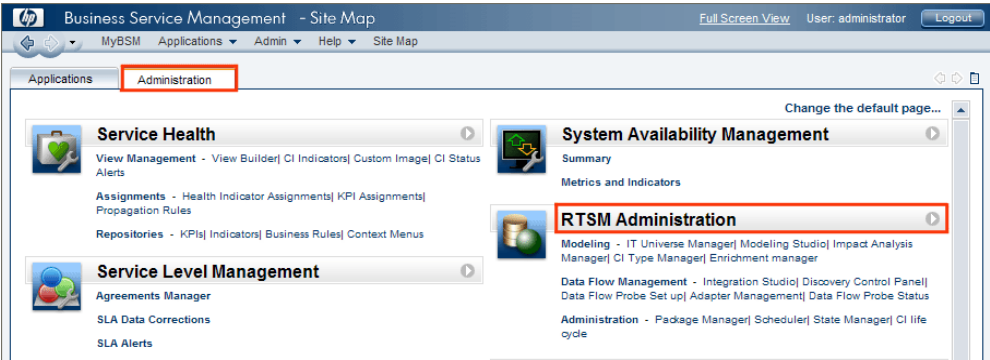 hp Business Service Management - Site Map Full Screen View User: administrator Logout
MyBSM Applications Admin Help Site Map
Applications Administration
Change the default page...
Service Health
View Management - View Builder| CI Indicators| Custom Image| CI Status
Alerts
Assignments - Health Indicator Assignments| KPI Assignments|
Propagation Rules
Repositories - KPIs| Indicators| Business Rules| Context Menus
Service Level Management
Agreements Manager
SLA Data Corrections
SLA Alerts
System Availability Management
Summary
Metrics and Indicators
RTSM Administration
Modeling - IT Universe Manager| Modeling Studio| Impact Analysis
Manager| CI Type Manager| Enrichment manager
Data Flow Management - Integration Studio| Discovery Control Panel|
Data Flow Probe Set up| Adapter Management| Data Flow Probe Status
Administration - Package Manager| Scheduler| State Manager| CI life
cycle